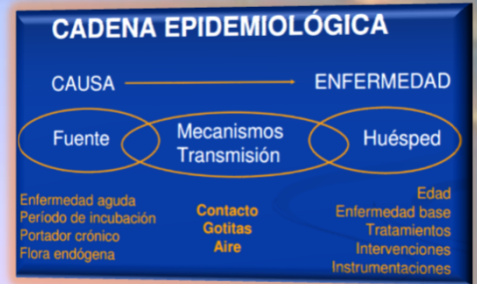 CADENA EPIDEMIOLÓGICA
CAUSA ENFERMEDAD
Fuente
Mecanismos
Transmisión
Huésped
Enfermedad aguda
Período de incubación
Portador crónico
Flora endógena
Contacto
Gotitas
Aire
Edad
Enfermedad base
Tratamientos
Intervenciones
Instrumentaciones